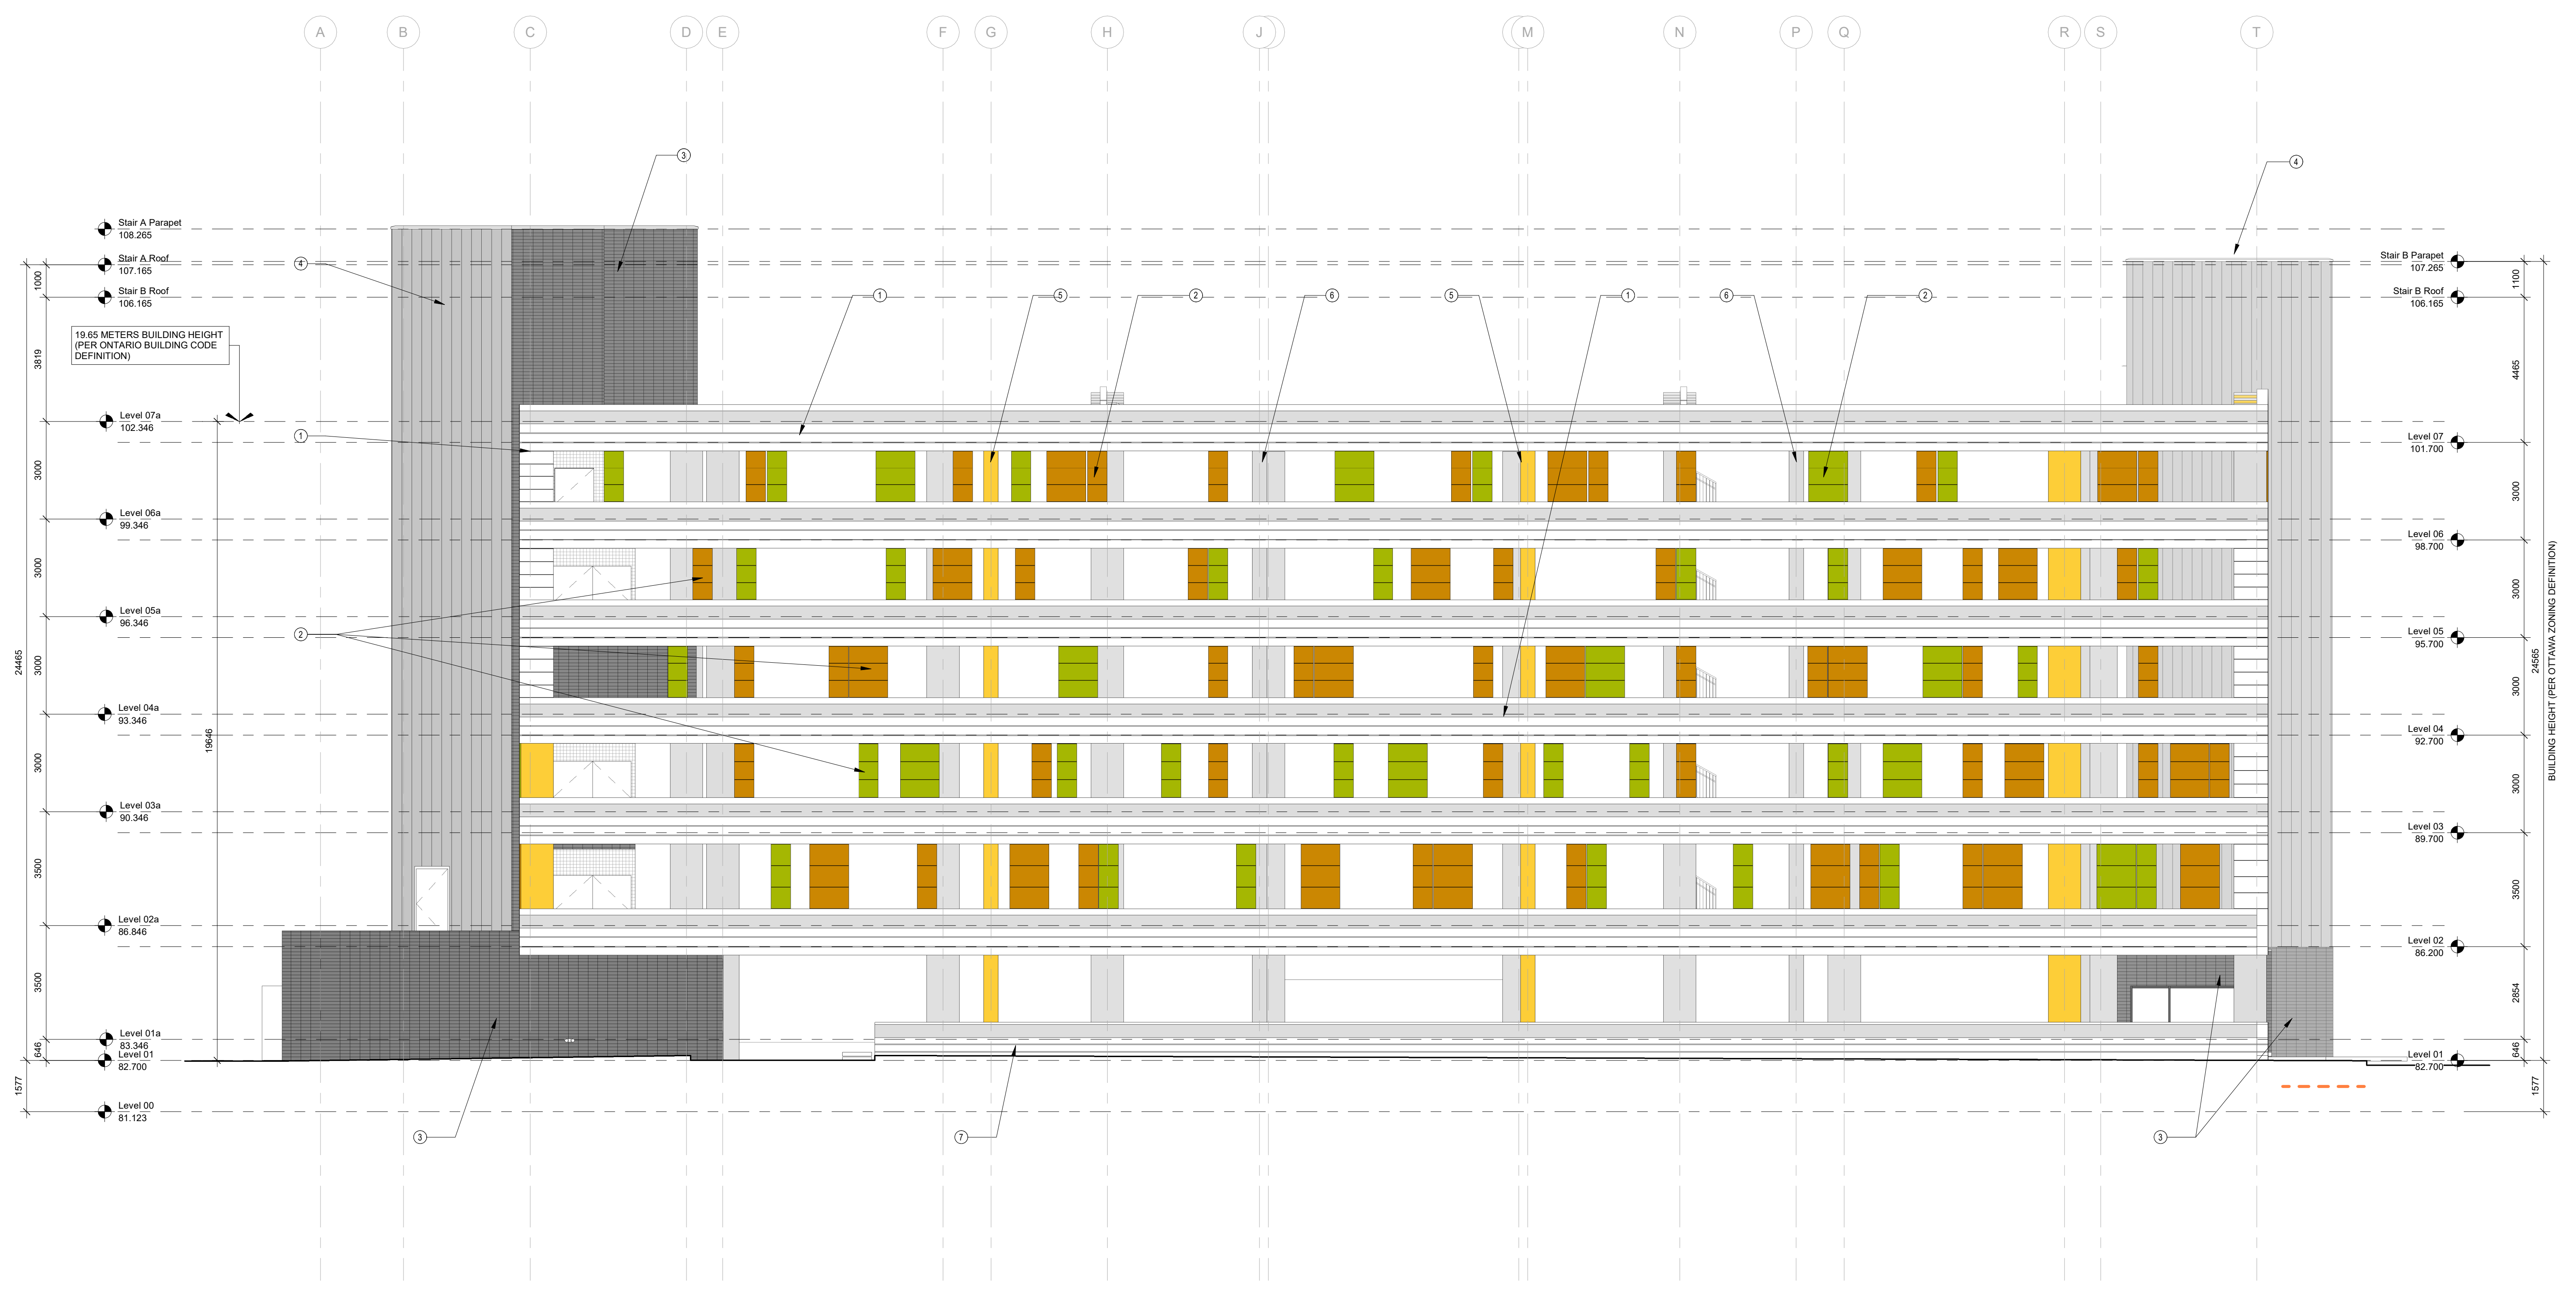 A B C D E F G H J M N P Q R S T
3
4
Stair A Parapet
108.265
Stair A Roof
107.165
4
Stair B Parapet
107.265
1000
1100
Stair B Roof
106.165
1
5
2
6
5
1
6
2
Stair B Roof
106.165
19.65 METERS BUILDING HEIGHT
(PER ONTARIO BUILDING CODE
DEFINITION)
3819
4465
Level 07a
102.346
1
Level 07
101.700
3000
3000
Level 06a
99.346
Level 06
98.700
3000
3000
Level 05a
96.346
2
Level 05
95.700
24465
3000
3000
24565
BUILDING HEIGHT (PER OTTAWA ZONING DEFINITION)
Level 04a
93.346
Level 04
92.700
19646
3000
3000
Level 03a
90.346
Level 03
89.700
3500
3500
Level 02a
86.846
Level 02
86.200
3500
2854
Level 01a
83.346
646
646
Level 01
82.700
Level 01
82.700
1577
1577
Level 00
81.123
3
7
3